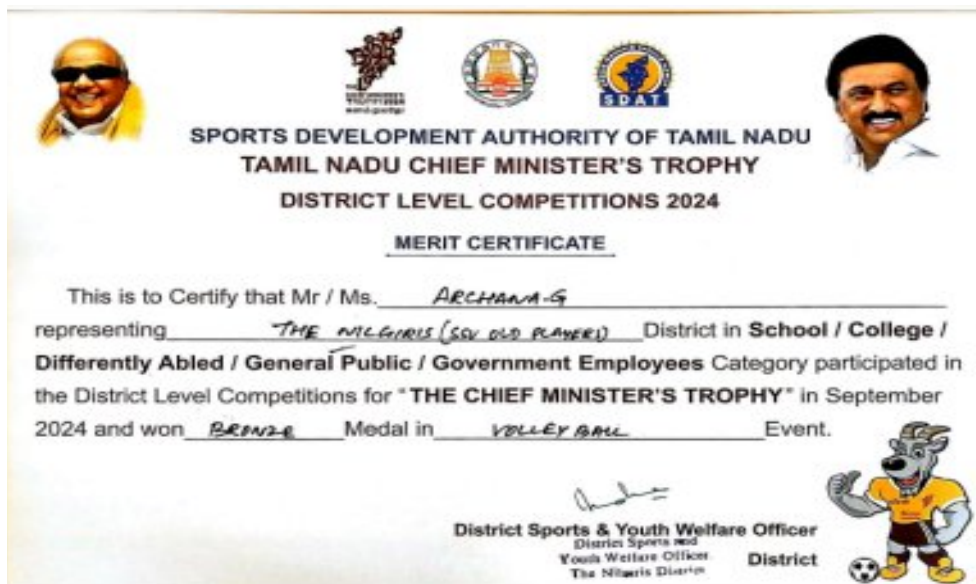 SDAT
SPORTS DEVELOPMENT AUTHORITY OF TAMIL NADU
TAMIL NADU CHIEF MINISTER'S TROPHY
DISTRICT LEVEL COMPETITIONS 2024
MERIT CERTIFICATE
This is to Certify that Mr / Ms. ARCHANA-G
representing THE NILGIRIS (SSV OLD PLAYERS) District in School / College /
Differently Abled / General Public / Government Employees Category participated in
the District Level Competitions for "THE CHIEF MINISTER'S TROPHY" in September
2024 and won BRONZE Medal in VOLLEY BALL Event.
District Sports & Youth Welfare Officer
District Sports and
Youth Welfare Officer
District
The Nilgiris District